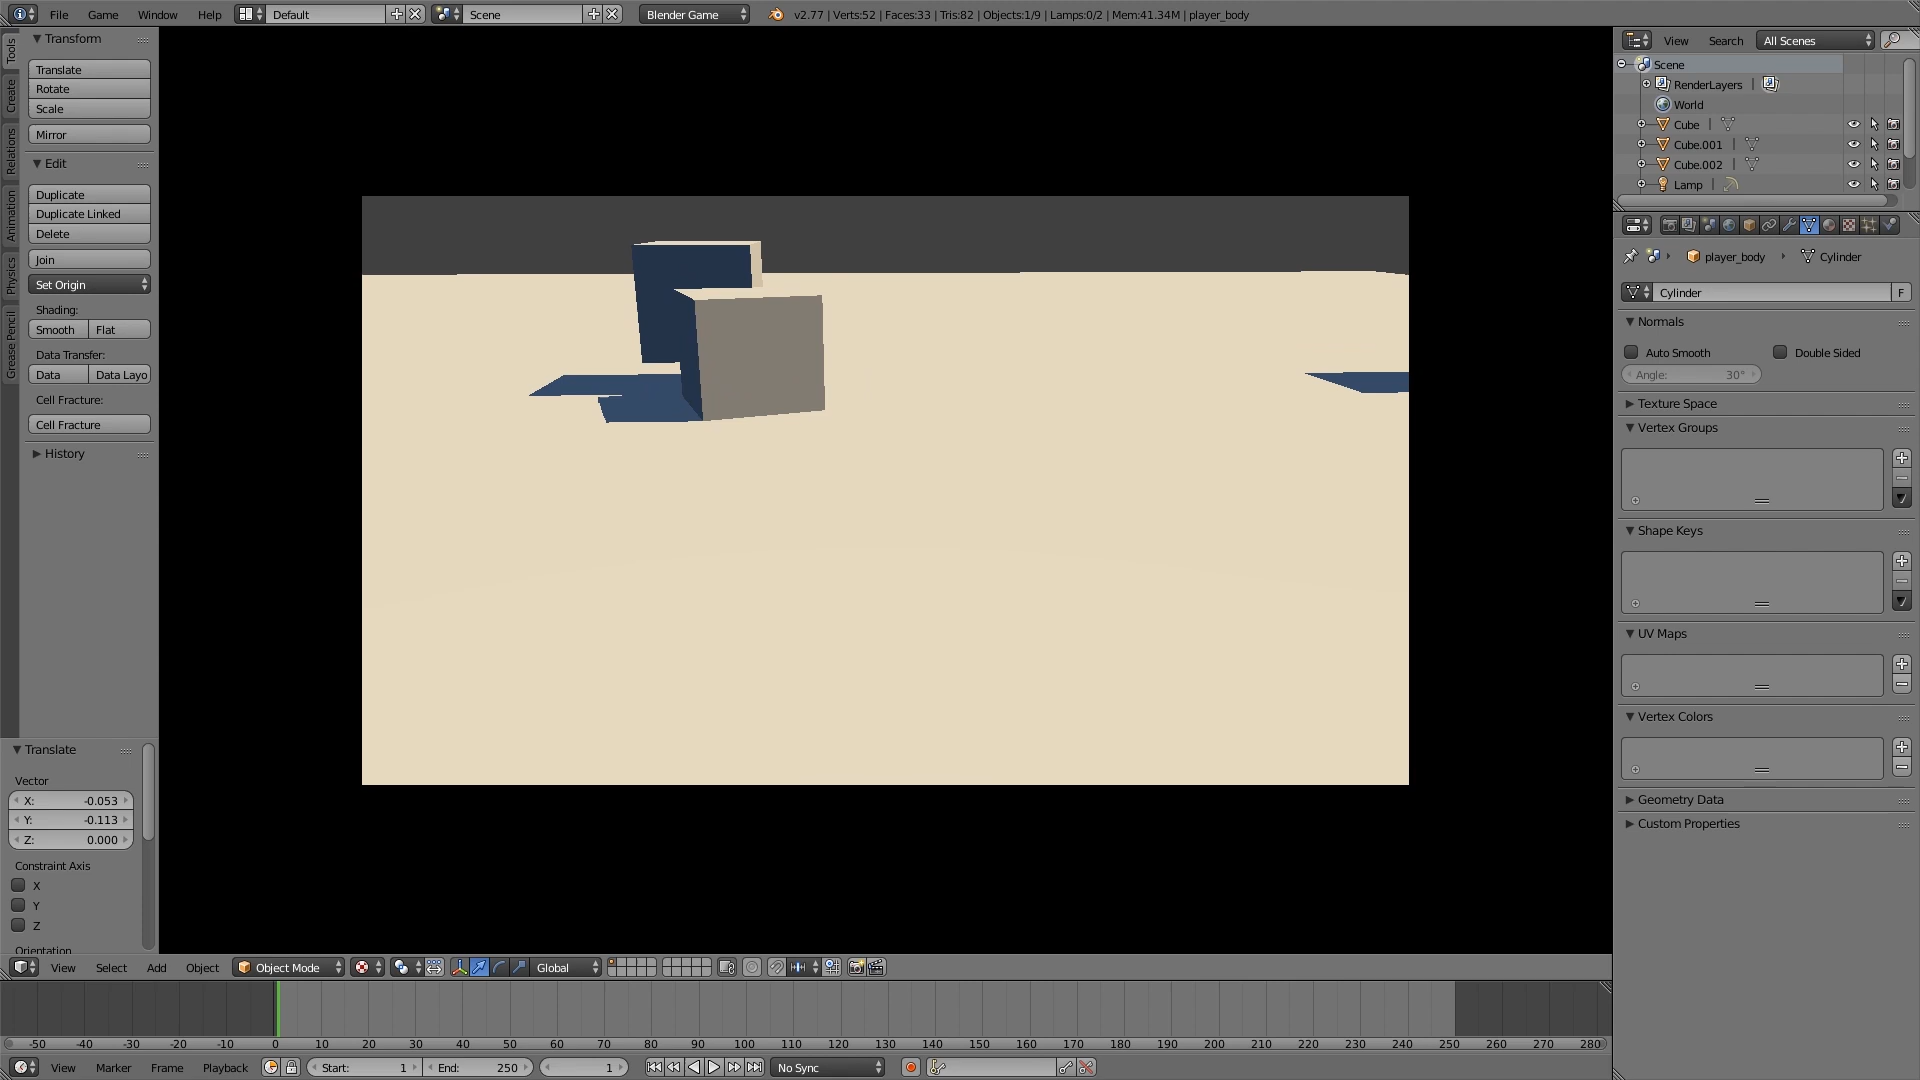 File Game Window Help Default Scene Blender Game v2.77 | Verts:52 | Faces:33 | Tris:82 | Objects:1/9 | Lamps:0/2 | Mem:41.34M | player_body
Tools
Create
Relations
Animation
Physics
Grease Pencil
Transform
Translate
Rotate
Scale
Mirror
Edit
Duplicate
Duplicate Linked
Delete
Join
Set Origin
Shading:
Smooth Flat
Data Transfer:
Data Data Layo
Cell Fracture:
Cell Fracture
History
Translate
Vector
X: -0.053
Y: -0.113
Z: 0.000
Constraint Axis
X
Y
Z
Orientation
View Search All Scenes
Scene
RenderLayers |
World
Cube |
Cube.001 |
Cube.002 |
Lamp |
player_body Cylinder
Cylinder F
Normals
Auto Smooth Double Sided
Angle: 30°
Texture Space
Vertex Groups
Shape Keys
UV Maps
Vertex Colors
Geometry Data
Custom Properties
View Select Add Object Object Mode Global
-50 -40 -30 -20 -10 0 10 20 30 40 50 60 70 80 90 100 110 120 130 140 150 160 170 180 190 200 210 220 230 240 250 260 270 280
View Marker Frame Playback Start: 1 End: 250 1 No Sync